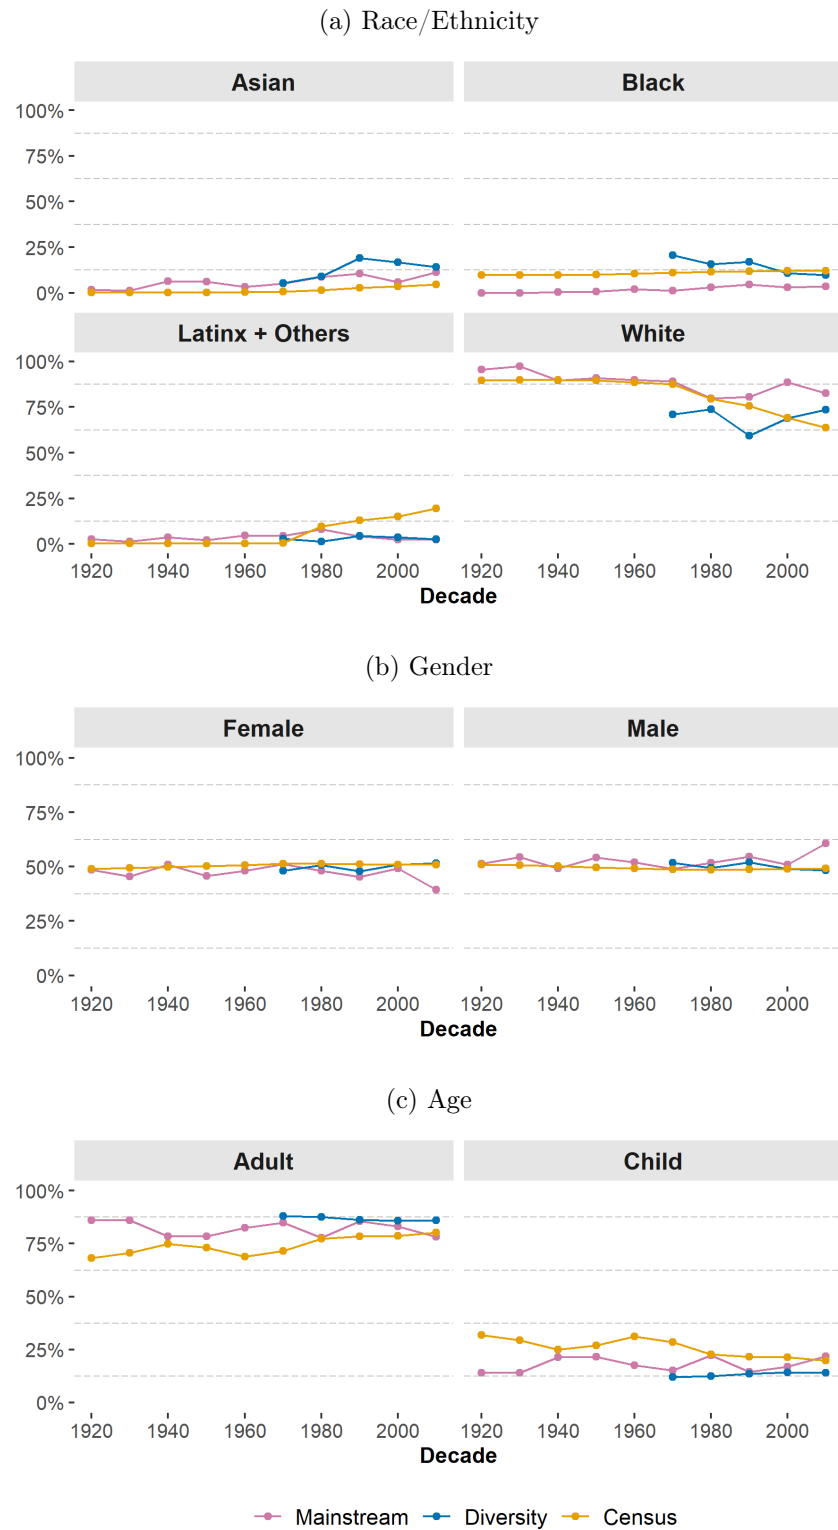 (a) Race/Ethnicity
Asian
Black
100%
75%
50%
25%
0%
Latinx + Others
White
100%
75%
50%
25%
0%
1920 1940 1960 1980 2000
1920 1940 1960 1980 2000
Decade
(b) Gender
Female
Male
100%
75%
50%
25%
0%
1920 1940 1960 1980 2000
1920 1940 1960 1980 2000
Decade
(c) Age
Adult
Child
100%
75%
50%
25%
0%
1920 1940 1960 1980 2000
1920 1940 1960 1980 2000
Decade
Mainstream Diversity Census